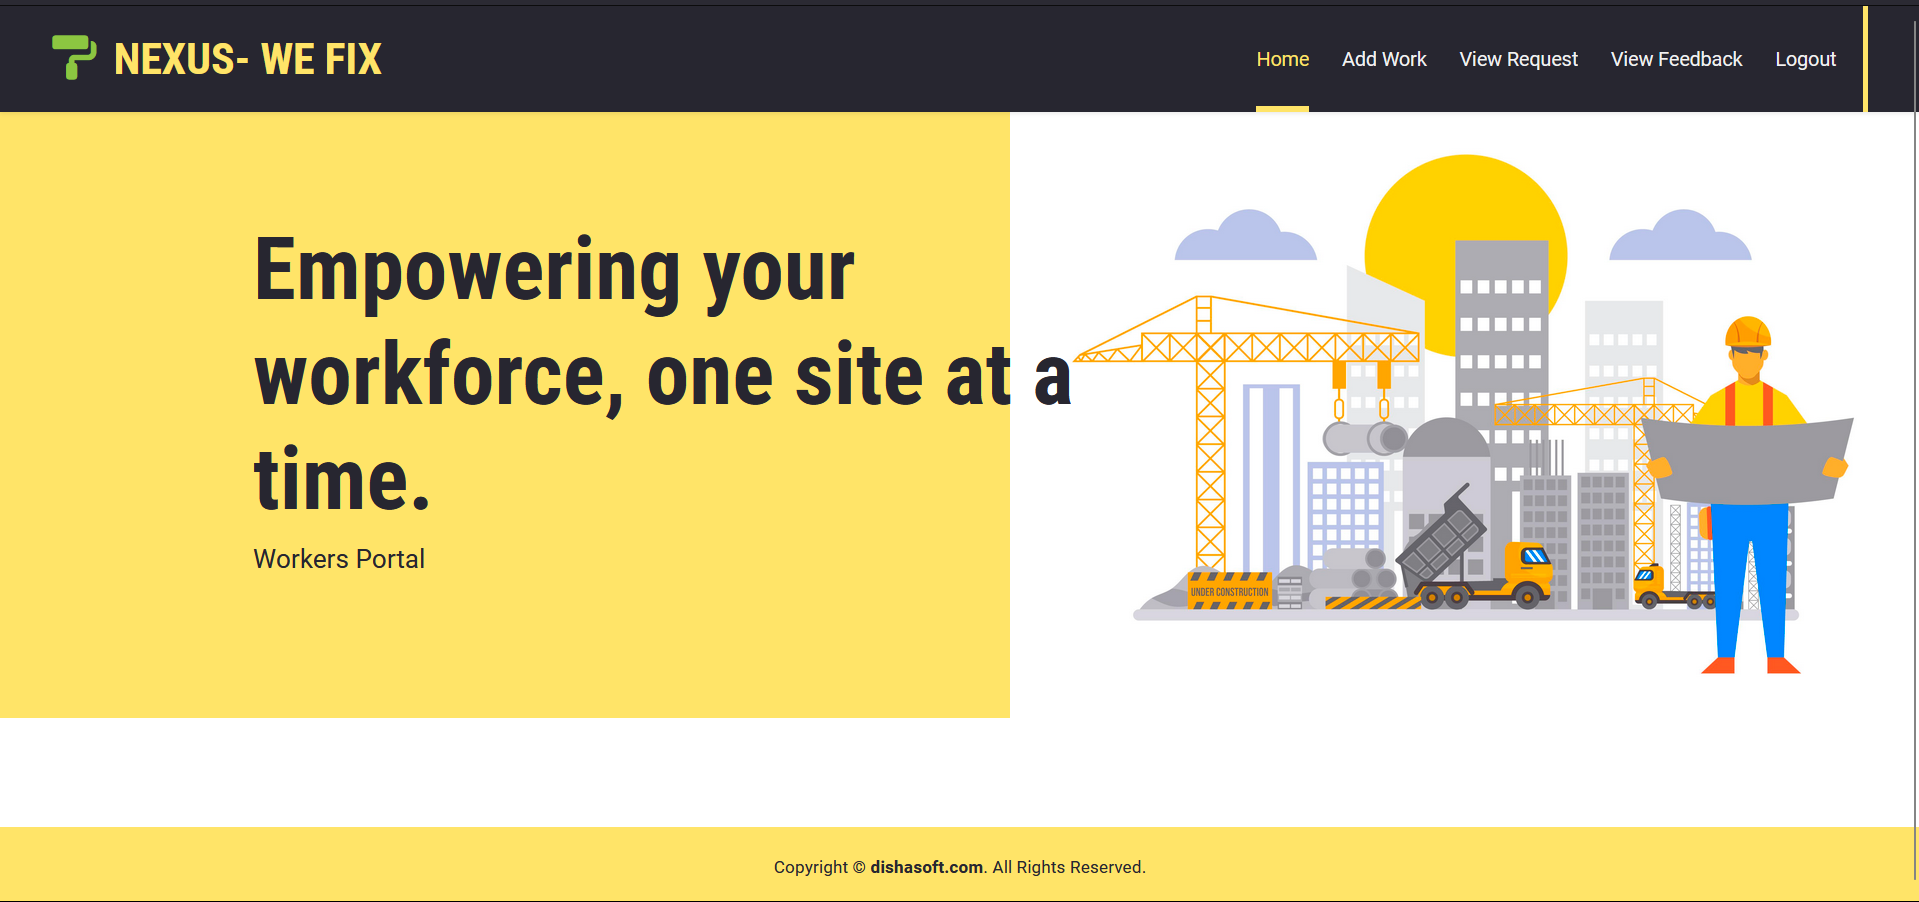 NEXUS- WE FIX
Home Add Work View Request View Feedback Logout
Empowering your
workforce, one site at a
time.
Workers Portal
UNDER CONSTRUCTION
Copyright © dishasoft.com. All Rights Reserved.